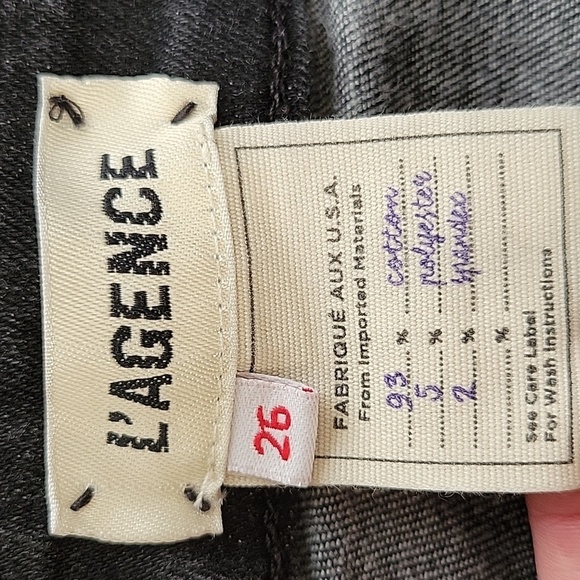 L'AGENCE
26
FABRIQUÉ AUX U.S.A.
From Imported Materials
93 % cotton
5 % polyester
2 % spandex
%
See Care Label
For Wash Instructions